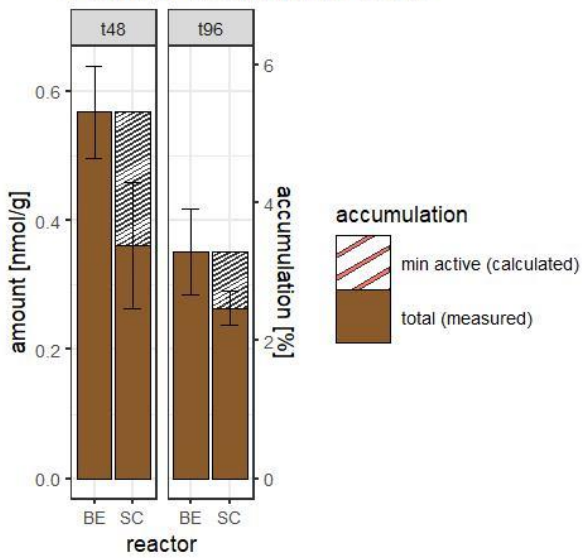 t48
t96
amount [nmol/g]
0.6
0.4
0.2
0.0
6
4
2
0
accumulation [%]
BE
SC
BE
SC
reactor
accumulation
min active (calculated)
total (measured)